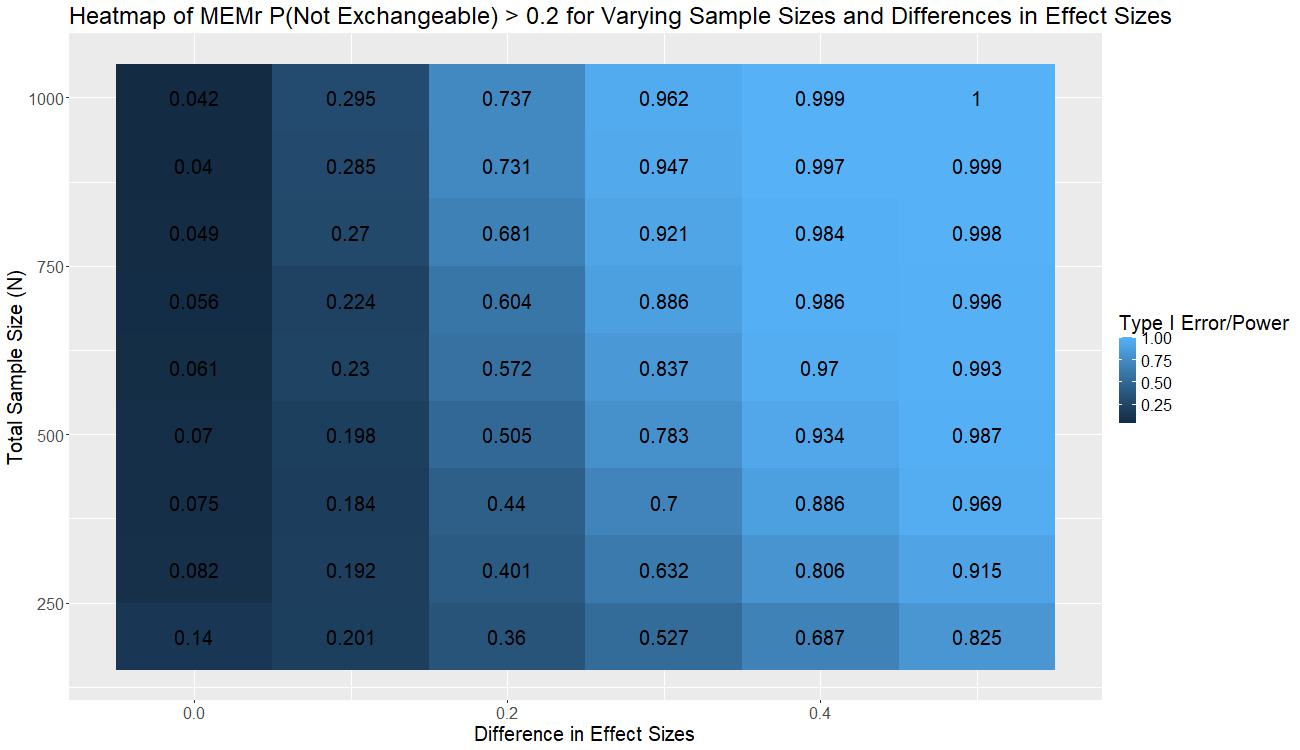 Heatmap of MEMr P(Not Exchangeable) > 0.2 for Varying Sample Sizes and Differences in Effect Sizes
1000 0.042 0.295 0.737 0.962 0.999 1
0.04 0.285 0.731 0.947 0.997 0.999
0.049 0.27 0.681 0.921 0.984 0.998
750
0.056 0.224 0.604 0.886 0.986 0.996
0.061 0.23 0.572 0.837 0.97 0.993
500 0.07 0.198 0.505 0.783 0.934 0.987
0.075 0.184 0.44 0.7 0.886 0.969
0.082 0.192 0.401 0.632 0.806 0.915
250
0.14 0.201 0.36 0.527 0.687 0.825
0.0 0.2 0.4
Difference in Effect Sizes
Total Sample Size (N)
Type I Error/Power
1.00
0.75
0.50
0.25